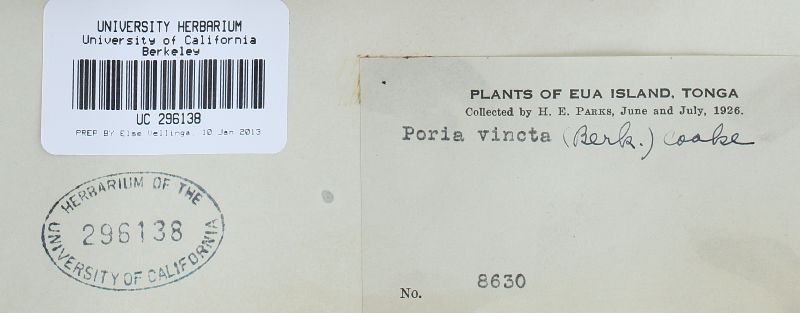 UNIVERSITY HERBARIUM
University of California
Berkeley
UC 296138
PREP BY Else Vellinga, 10 Jan 2013
HERBARIUM OF THE
296138
UNIVERSITY OF CALIFORNIA
PLANTS OF EUA ISLAND, TONGA
Collected by H. E. PARKS, June and July, 1926.
Poria vincta (Berk.) Cooke
No. 8630